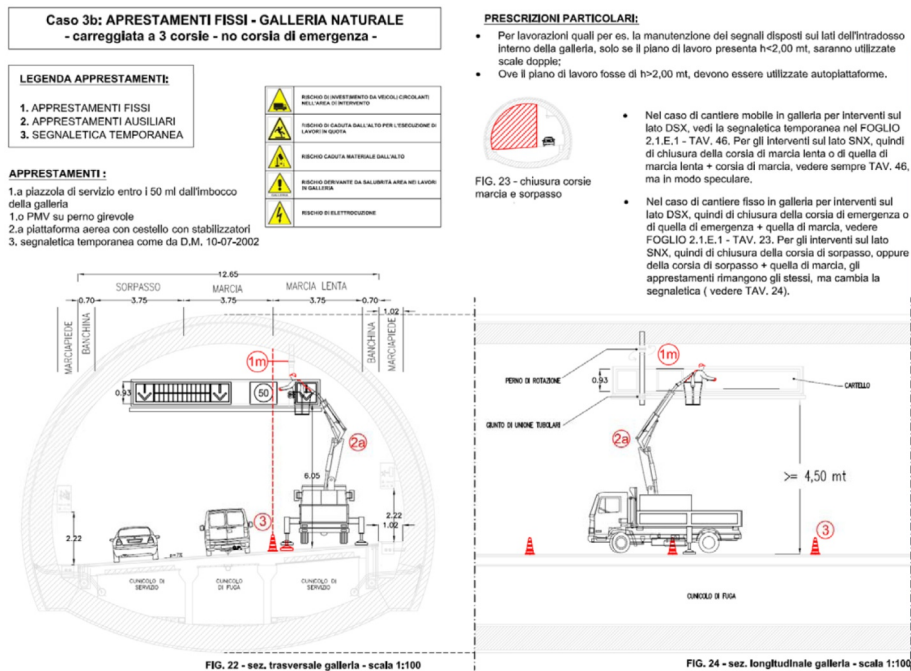 Caso 3b: APRESTAMENTI FISSI - GALLERIA NATURALE
- carreggiata a 3 corsie - no corsia di emergenza -
LEGENDA APPRESTAMENTI:
1. APPRESTAMENTI FISSI
2. APPRESTAMENTI AUSILIARI
3. SEGNALETICA TEMPORANEA
RISCHIO DI INVESTIMENTO DA VEICOLI CIRCOLANTI
NELL'AREA DI INTERVENTO
RISCHIO DI CADUTA DALL'ALTO PER L'ESECUZIONE DI
LAVORI IN QUOTA
RISCHIO CADUTA MATERIALE DALL'ALTO
RISCHIO DERIVANTE DA SALUBRITÀ AREA NEI LAVORI
IN GALLERIA
RISCHIO DI ELETTROCUZIONE
APPRESTAMENTI :
1.a piazzola di servizio entro i 50 ml dall'imbocco
della galleria
1.o PMV su perno girevole
2.a piattaforma aerea con cestello con stabilizzatori
3. segnaletica temporanea come da D.M. 10-07-2002
PRESCRIZIONI PARTICOLARI:
• Per lavorazioni quali per es. la manutenzione dei segnali disposti sui lati dell'intradosso
interno della galleria, solo se il piano di lavoro presenta h<2,00 mt, saranno utilizzate
scale doppie;
• Ove il piano di lavoro fosse di h>2,00 mt, devono essere utilizzate autopiattaforme.
FIG. 23 - chiusura corsie
marcia e sorpasso
• Nel caso di cantiere mobile in galleria per interventi sul
lato DSX, vedi la segnaletica temporanea nel FOGLIO
2.1.E.1 - TAV. 46. Per gli interventi sul lato SNX, quindi
di chiusura della corsia di marcia lenta o di quella di
marcia lenta + corsia di marcia, vedere sempre TAV. 46,
ma in modo speculare.
• Nel caso di cantiere fisso in galleria per interventi sul
lato DSX, quindi di chiusura della corsia di emergenza o
di quella di emergenza + quella di marcia, vedere
FOGLIO 2.1.E.1 - TAV. 23. Per gli interventi sul lato
SNX, quindi di chiusura della corsia di sorpasso, oppure
della corsia di sorpasso + quella di marcia, gli
apprestamenti rimangono gli stessi, ma cambia la
segnaletica ( vedere TAV. 24).
12.65
SORPASSO MARCIA MARCIA LENTA
0.70 3.75 3.75 3.75 0.70
1.02
MARCIAPIEDE
BANCHINA
BANCHINA
MARCIAPIEDE
1m
0.93
50
2a
6.05
3
2.22
2.22
1.02
CUNICOLO DI
SERVIZIO
CUNICOLO
DI FUGA
CUNICOLO DI
SERVIZIO
FIG. 22 - sez. trasversale galleria - scala 1:100
1m
PERNO DI ROTAZIONE
0.93
CARTELLO
GIUNTO DI UNIONE TUBOLARI
2a
>= 4,50 mt
3
CUNICOLO DI FUGA
FIG. 24 - sez. longitudinale galleria - scala 1:100